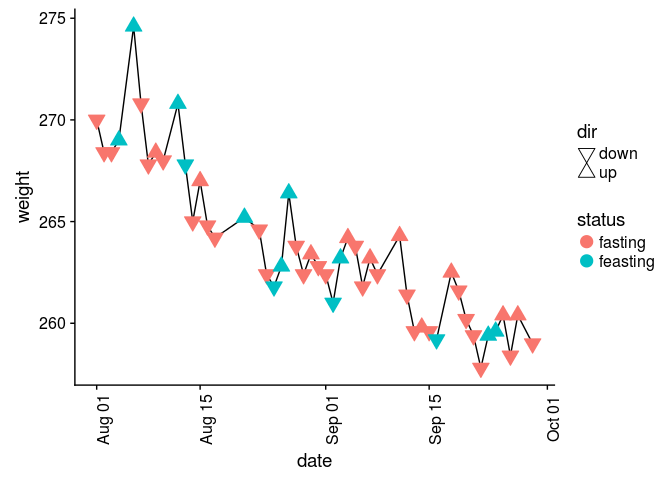 275
270
265
260
weight
Aug 01
Aug 15
Sep 01
Sep 15
Oct 01
date
dir
down
up
status
fasting
feasting